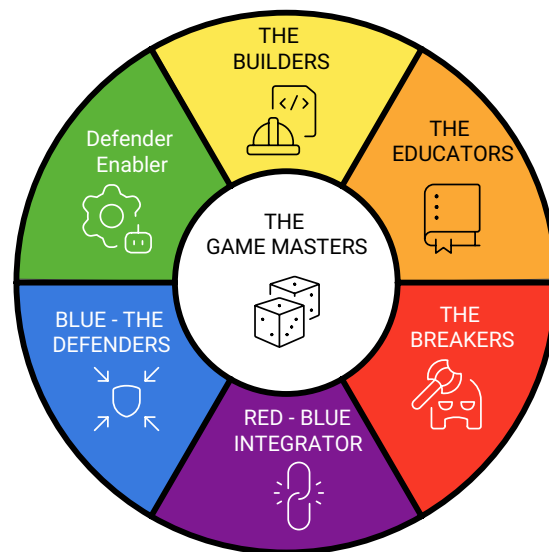 THE
BUILDERS
</>
THE
EDUCATORS
Defender
Enabler
THE
GAME MASTERS
BLUE - THE
DEFENDERS
THE
BREAKERS
RED - BLUE
INTEGRATOR